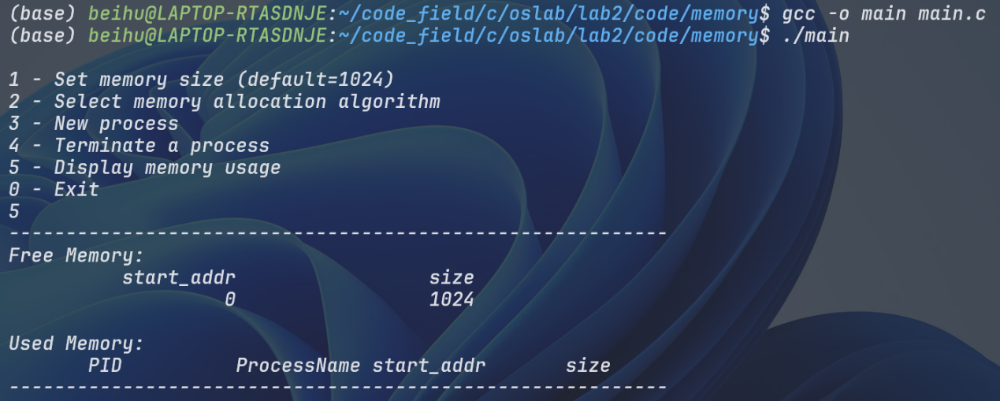 (base) beihu@LAPTOP-RTASDNJE:~/code_field/c/oslab/lab2/code/memory$ gcc -o main main.c
(base) beihu@LAPTOP-RTASDNJE:~/code_field/c/oslab/lab2/code/memory$ ./main
1 - Set memory size (default=1024)
2 - Select memory allocation algorithm
3 - New process
4 - Terminate a process
5 - Display memory usage
0 - Exit
5
----------------------------------------------------------
Free Memory:
start_addr size
0 1024
Used Memory:
PID ProcessName start_addr size
----------------------------------------------------------